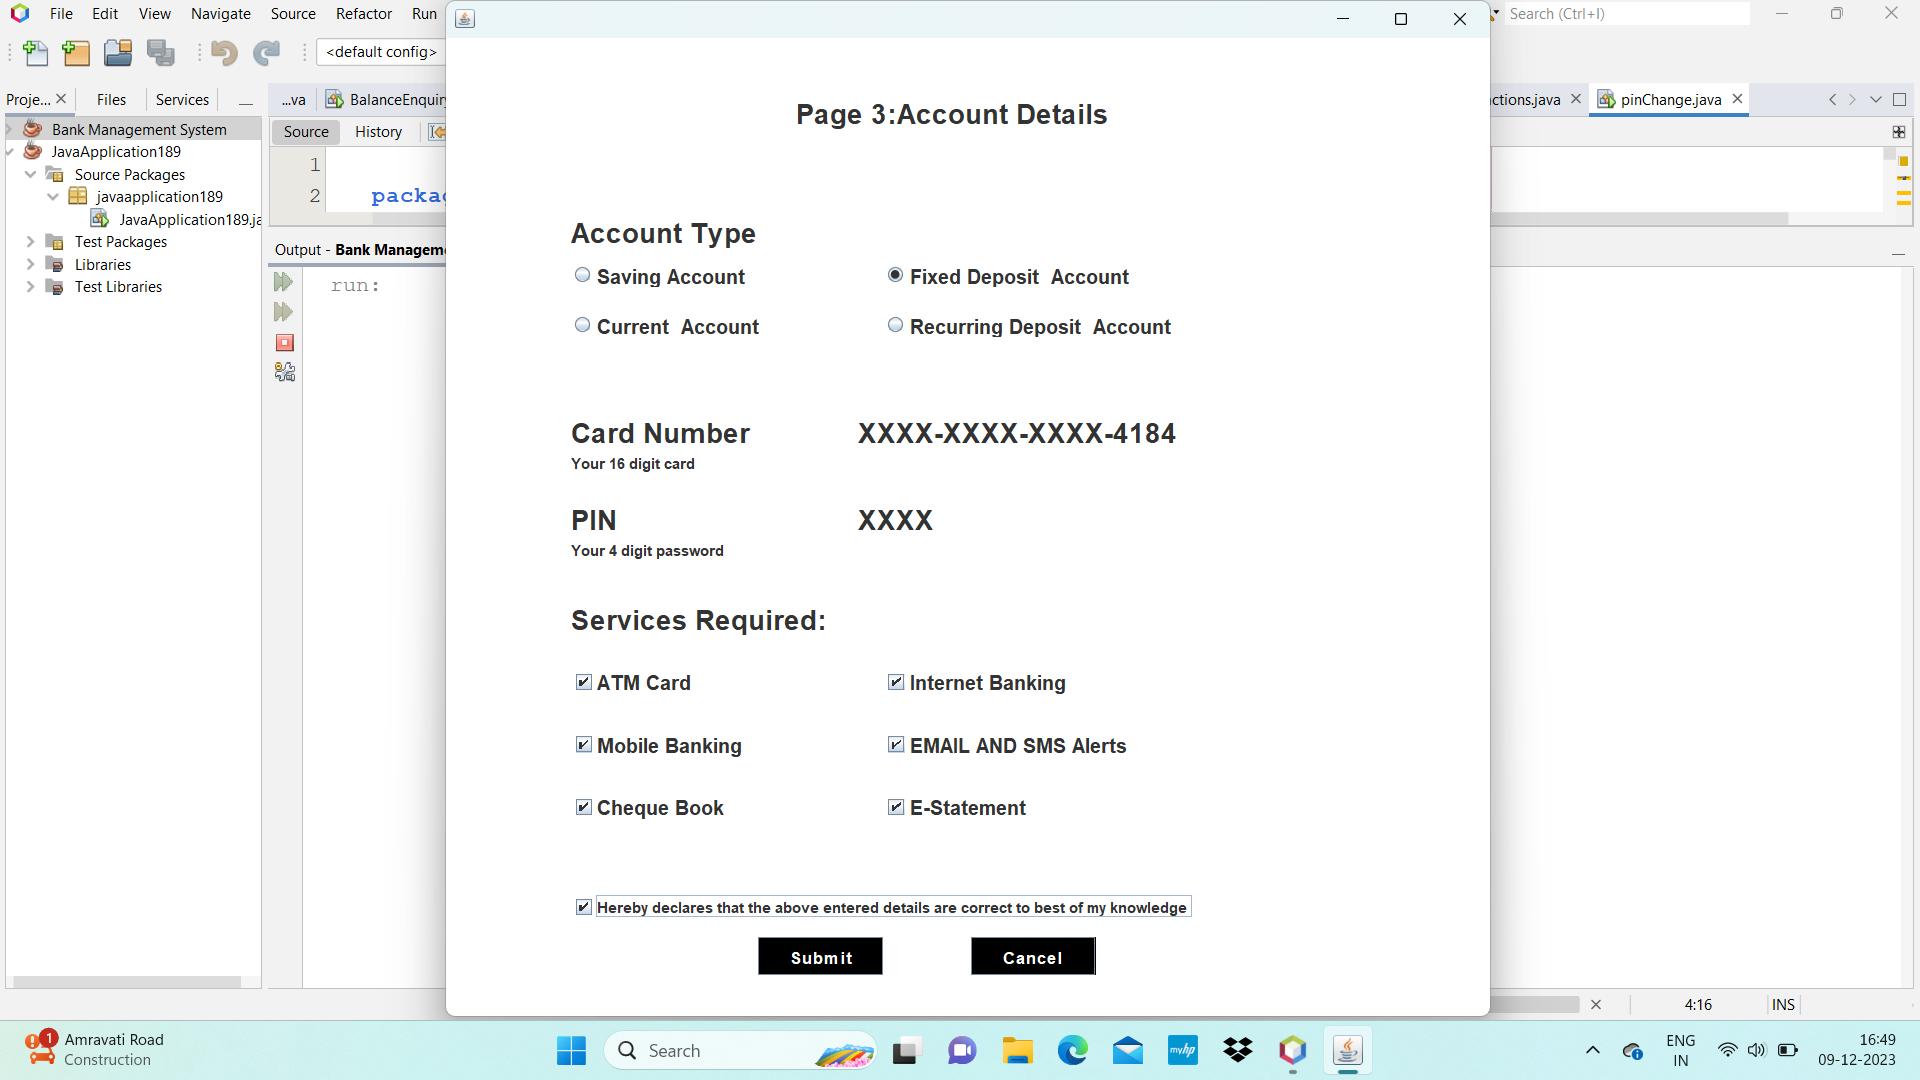 File Edit View Navigate Source Refactor Run
Search (Ctrl+I)
<default config>
Proje... Files Services
...va BalanceEnquiry
ctions.java pinChange.java
Bank Management System
JavaApplication189
Source Packages
javaapplication189
JavaApplication189.ja
Test Packages
Libraries
Test Libraries
Source History
1
2 packag
Output - Bank Manageme
run:
Page 3:Account Details
Account Type
Saving Account Fixed Deposit  Account
Current  Account Recurring Deposit  Account
Card Number XXXX-XXXX-XXXX-4184
Your 16 digit card
PIN XXXX
Your 4 digit password
Services Required:
ATM Card Internet Banking
Mobile Banking EMAIL AND SMS Alerts
Cheque Book E-Statement
Hereby declares that the above entered details are correct to best of my knowledge
Submit Cancel
4:16 INS
1
Amravati Road
Construction
Search
myhp
ENG
IN
16:49
09-12-2023